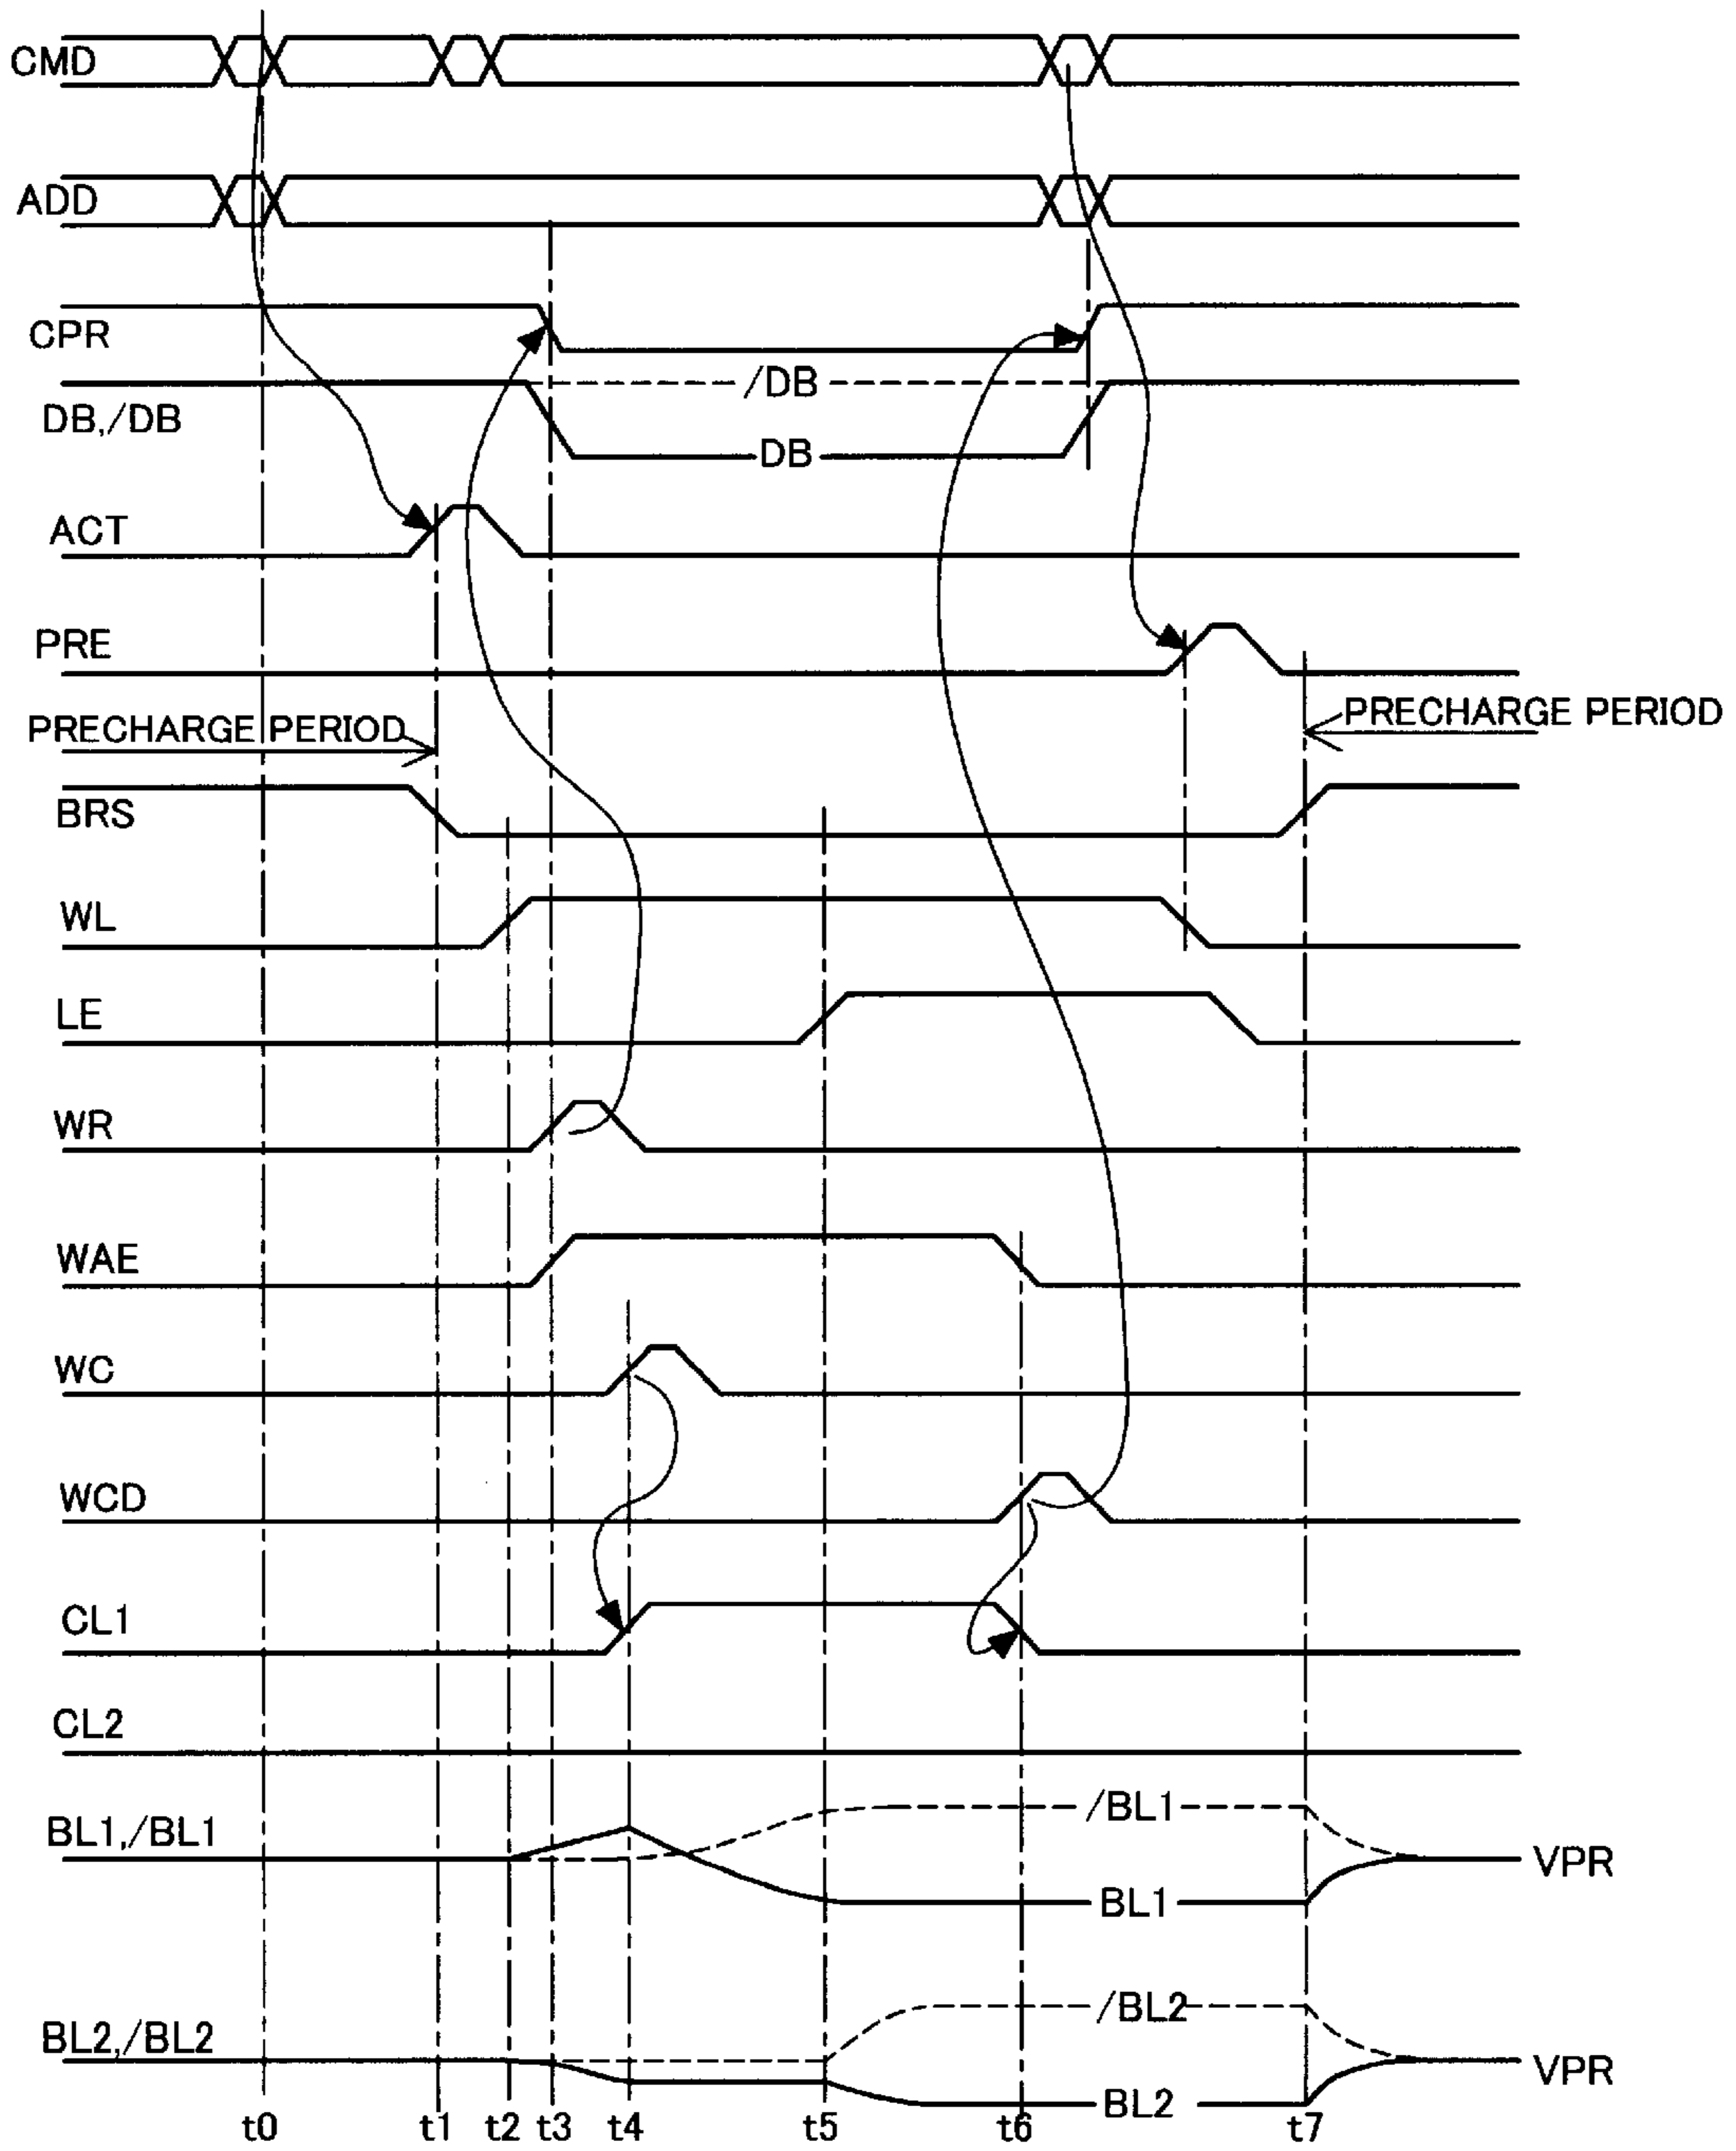 CMD
ADD
CPR
/DB
DB,/DB
DB
ACT
PRE
PRECHARGE PERIOD
PRECHARGE PERIOD
BRS
WL
LE
WR
WAE
WC
WCD
CL1
CL2
/BL1
BL1,/BL1
VPR
BL1
/BL2
BL2,/BL2
VPR
BL2
t0 t1 t2 t3 t4 t5 t6 t7